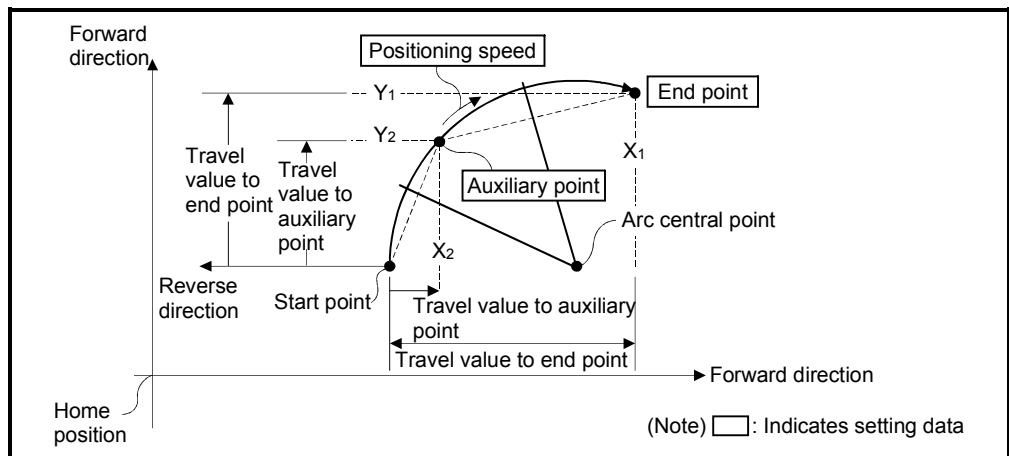 Forward
direction
Positioning speed
Y1
End point
Y2
X1
Travel
value to
end point
Travel
value to
auxiliary
point
Auxiliary point
Arc central point
X2
Reverse
direction
Start point
Travel value to auxiliary
point
Travel value to end point
Forward direction
Home
position
(Note) : Indicates setting data